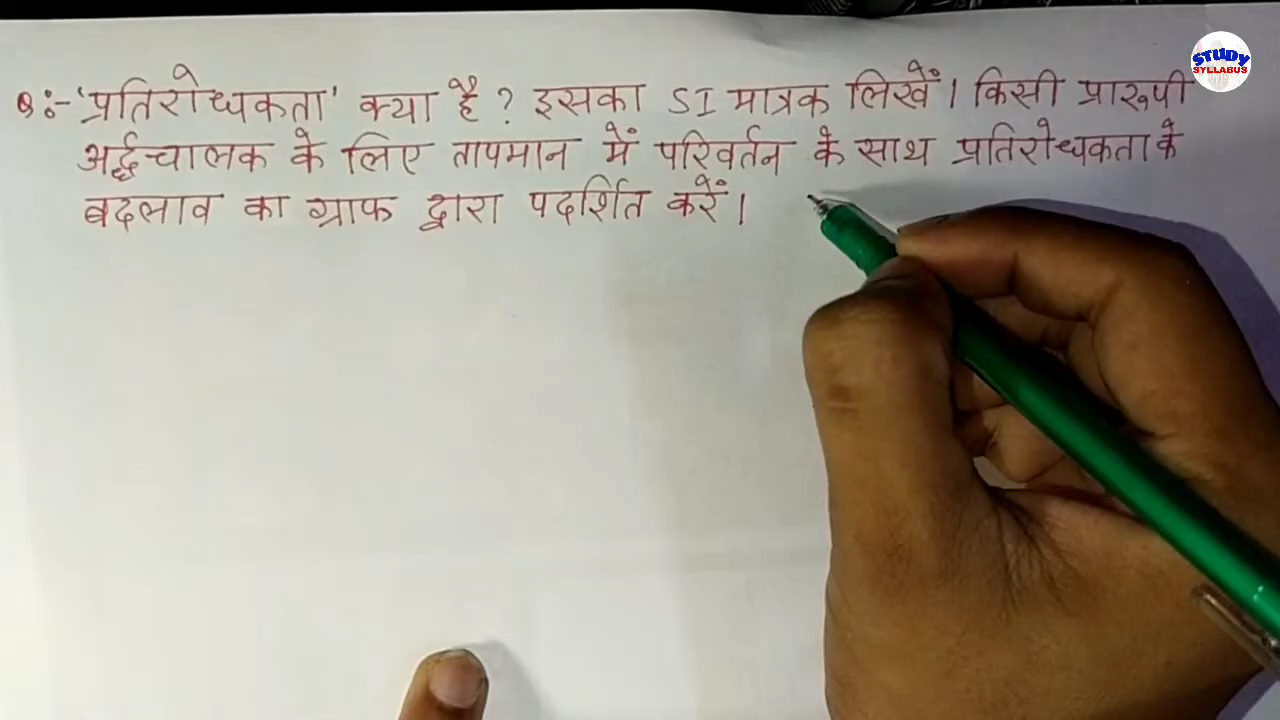 STUDY
SYLLABUS
Q:- 'प्रतिरोधकता' क्या है ? इसका SI मात्रक लिखें। किसी प्रारूपी
अर्द्धचालक के लिए तापमान में परिवर्तन के साथ प्रतिरोधकता के
बदलाव का ग्राफ द्वारा पदर्शित करें।